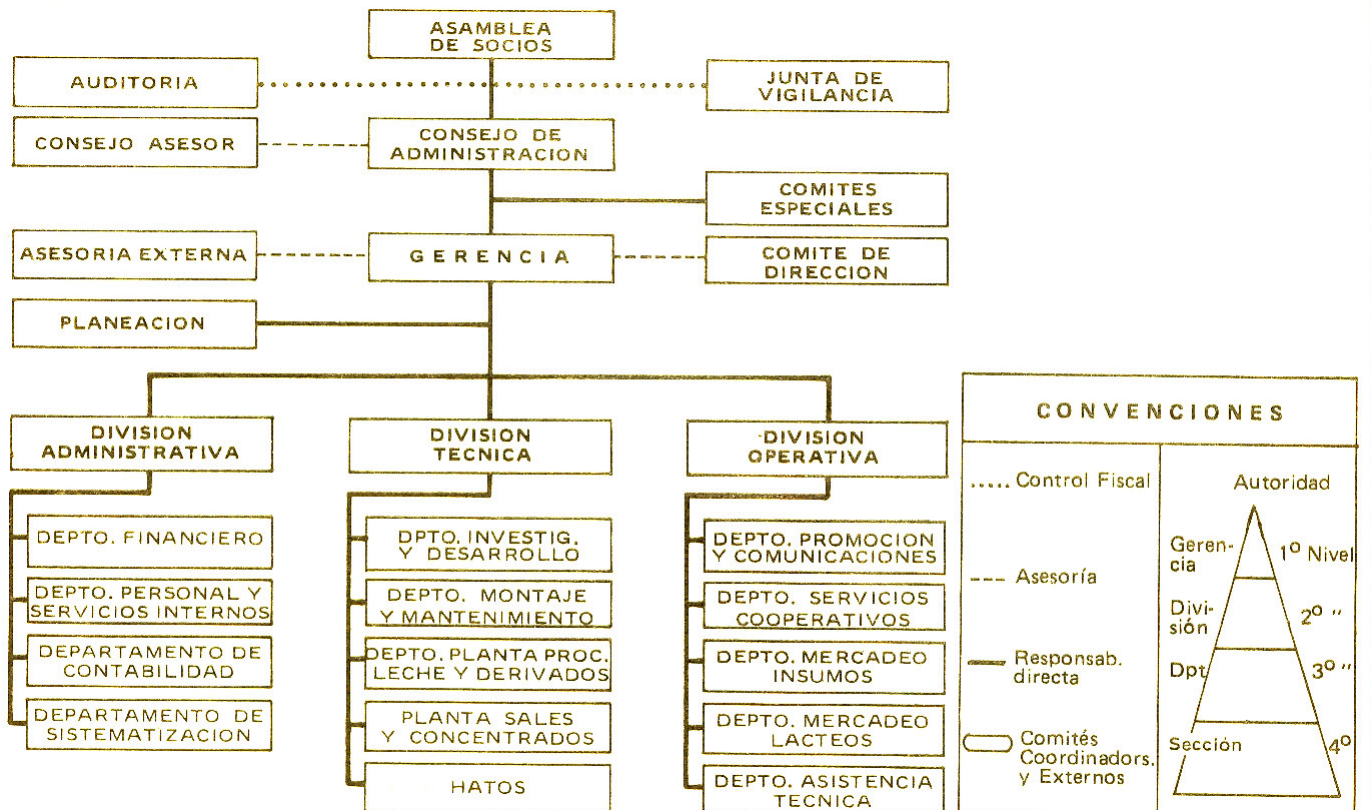 ASAMBLEA
DE SOCIOS
AUDITORIA
JUNTA DE
VIGILANCIA
CONSEJO ASESOR
CONSEJO DE
ADMINISTRACION
COMITES
ESPECIALES
ASESORIA EXTERNA
GERENCIA
COMITE DE
DIRECCION
PLANEACION
DIVISION
ADMINISTRATIVA
DEPTO. FINANCIERO
DEPTO. PERSONAL Y
SERVICIOS INTERNOS
DEPARTAMENTO DE
CONTABILIDAD
DEPARTAMENTO DE
SISTEMATIZACION
DIVISION
TECNICA
DPTO. INVESTIG.
Y DESARROLLO
DEPTO. MONTAJE
Y MANTENIMIENTO
DEPTO. PLANTA PROC.
LECHE Y DERIVADOS
PLANTA SALES
Y CONCENTRADOS
HATOS
DIVISION
OPERATIVA
DEPTO. PROMOCION
Y COMUNICACIONES
DEPTO. SERVICIOS
COOPERATIVOS
DEPTO. MERCADEO
INSUMOS
DEPTO. MERCADEO
LACTEOS
DEPTO. ASISTENCIA
TECNICA
CONVENCIONES
..... Control Fiscal
--- Asesoría
Responsab.
directa
Comités
Coordinadors.
y Externos
Autoridad
Geren-
cia
1º Nivel
Divi-
sión
2º "
Dpt
3º "
Sección
4º